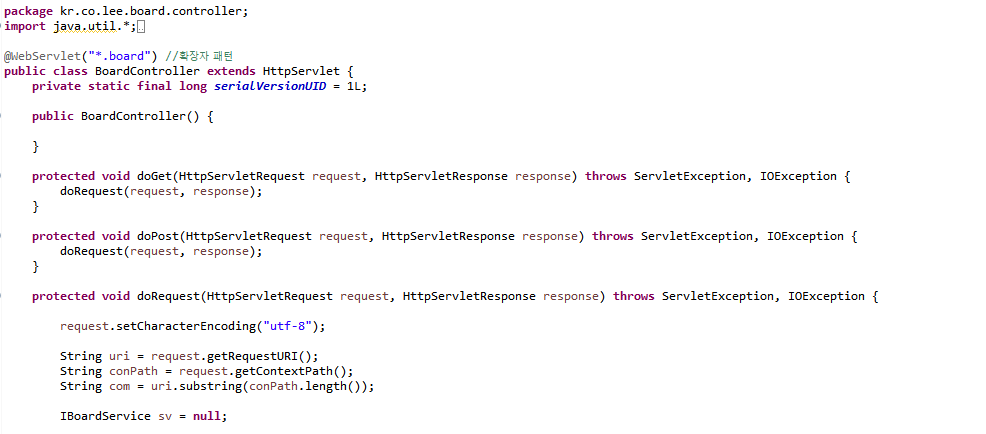 package kr.co.lee.board.controller;
import java.util.*;
@WebServlet("*.board") //확장자 패턴
public class BoardController extends HttpServlet {
private static final long serialVersionUID = 1L;
public BoardController() {
}
protected void doGet(HttpServletRequest request, HttpServletResponse response) throws ServletException, IOException {
doRequest(request, response);
}
protected void doPost(HttpServletRequest request, HttpServletResponse response) throws ServletException, IOException {
doRequest(request, response);
}
protected void doRequest(HttpServletRequest request, HttpServletResponse response) throws ServletException, IOException {
request.setCharacterEncoding("utf-8");
String uri = request.getRequestURI();
String conPath = request.getContextPath();
String com = uri.substring(conPath.length());
IBoardService sv = null;